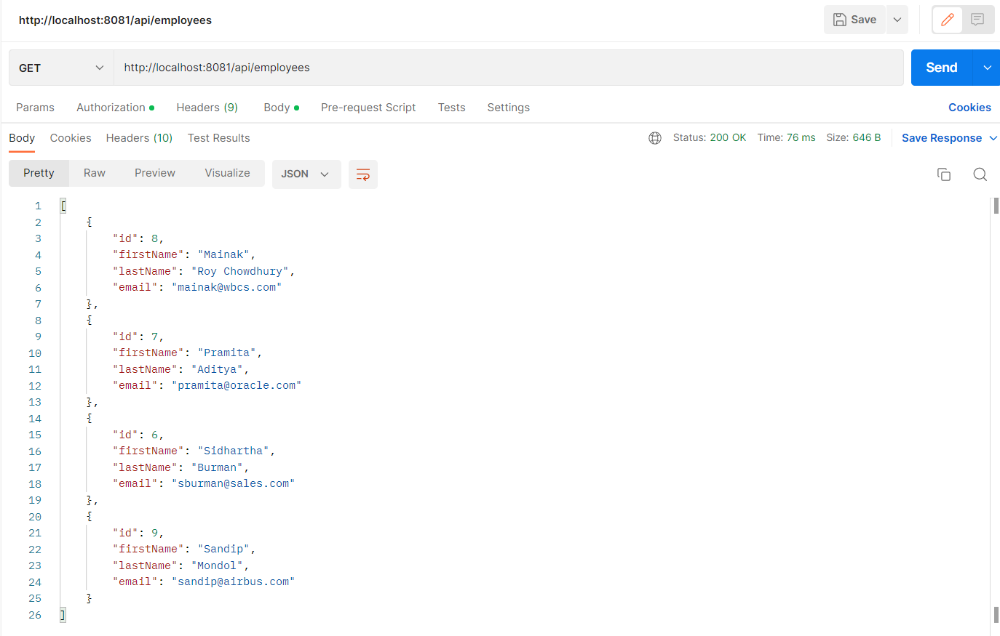 http://localhost:8081/api/employees Save
GET http://localhost:8081/api/employees Send
Params Authorization Headers (9) Body Pre-request Script Tests Settings Cookies
Body Cookies Headers (10) Test Results Status: 200 OK Time: 76 ms Size: 646 B Save Response
Pretty Raw Preview Visualize JSON
1 [
2 {
3 "id": 8,
4 "firstName": "Mainak",
5 "lastName": "Roy Chowdhury",
6 "email": "mainak@wbcs.com"
7 },
8 {
9 "id": 7,
10 "firstName": "Pramita",
11 "lastName": "Aditya",
12 "email": "pramita@oracle.com"
13 },
14 {
15 "id": 6,
16 "firstName": "Sidhartha",
17 "lastName": "Burman",
18 "email": "sburman@sales.com"
19 },
20 {
21 "id": 9,
22 "firstName": "Sandip",
23 "lastName": "Mondol",
24 "email": "sandip@airbus.com"
25 }
26 ]